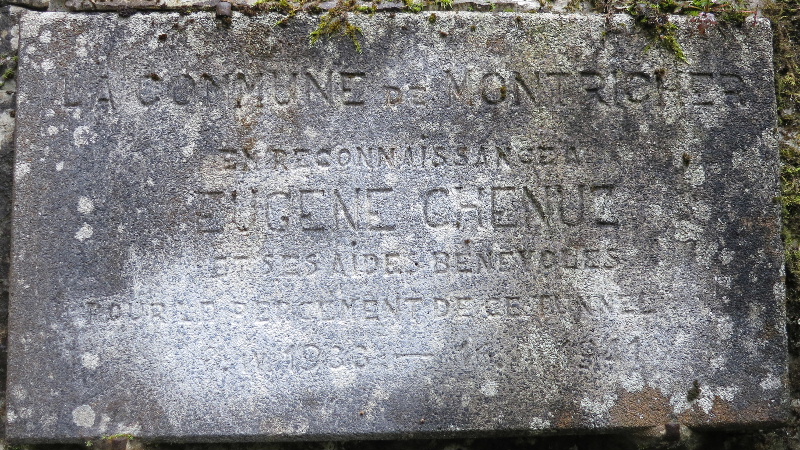 LA COMMUNE DE MONTRICHER
EN RECONNAISSANCE A
EUGENE CHENUZ
ET SES AIDES BENEVOLES
POUR LE PERCEMENT DE CE TUNNEL